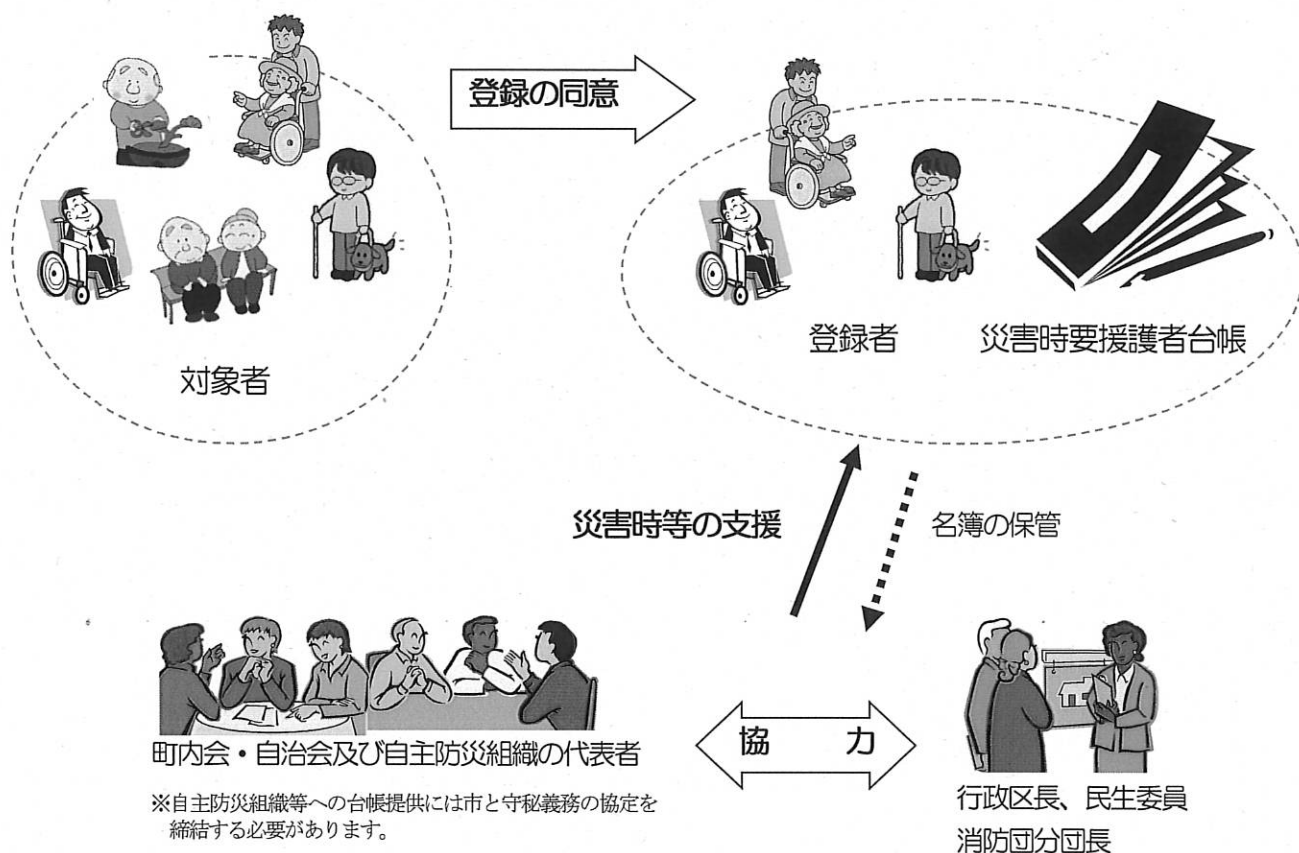 登録の同意
対象者
登録者
災害時要援護者台帳
災害時等の支援
名簿の保管
町内会・自治会及び自主防災組織の代表者
※自主防災組織等への台帳提供には市と守秘義務の協定を
締結する必要があります。
協　力
行政区長、民生委員
消防団分団長